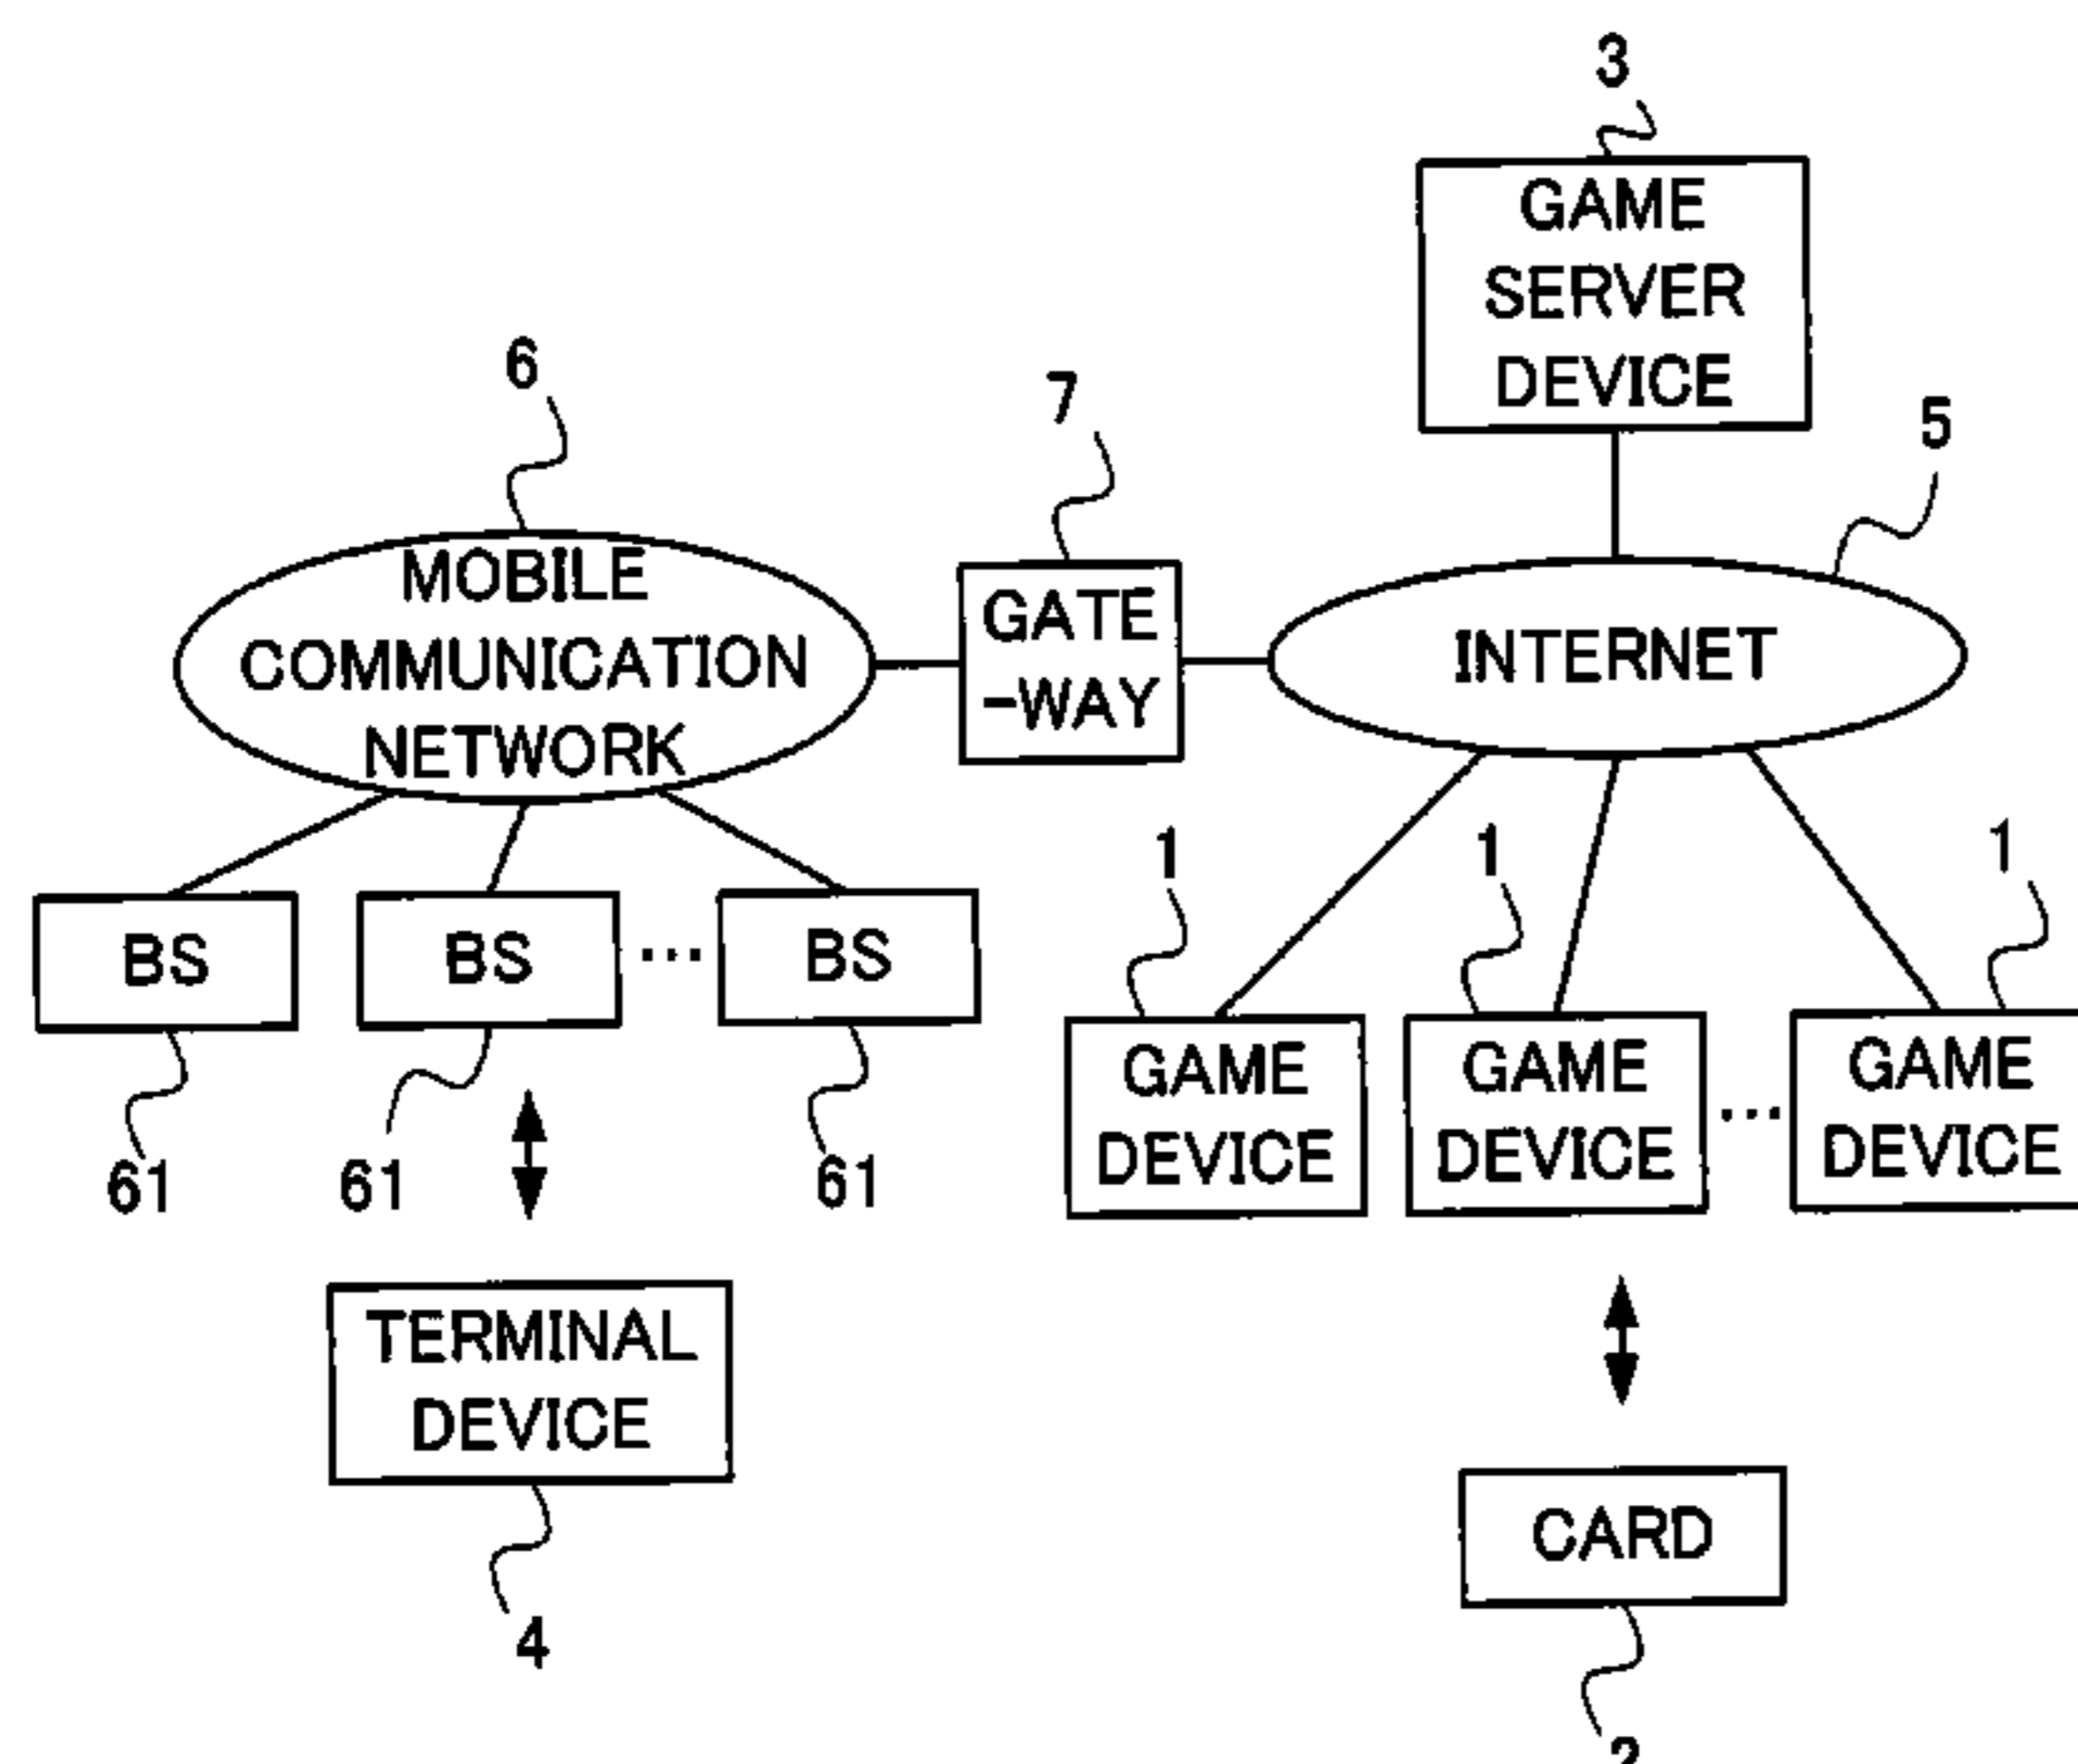 3
GAME
SERVER
DEVICE
6
7
5
MOBILE
COMMUNICATION
NETWORK
GATE
-WAY
INTERNET
1
1
1
BS
BS
...
BS
GAME
DEVICE
GAME
DEVICE
...
GAME
DEVICE
61
61
61
TERMINAL
DEVICE
CARD
4
2